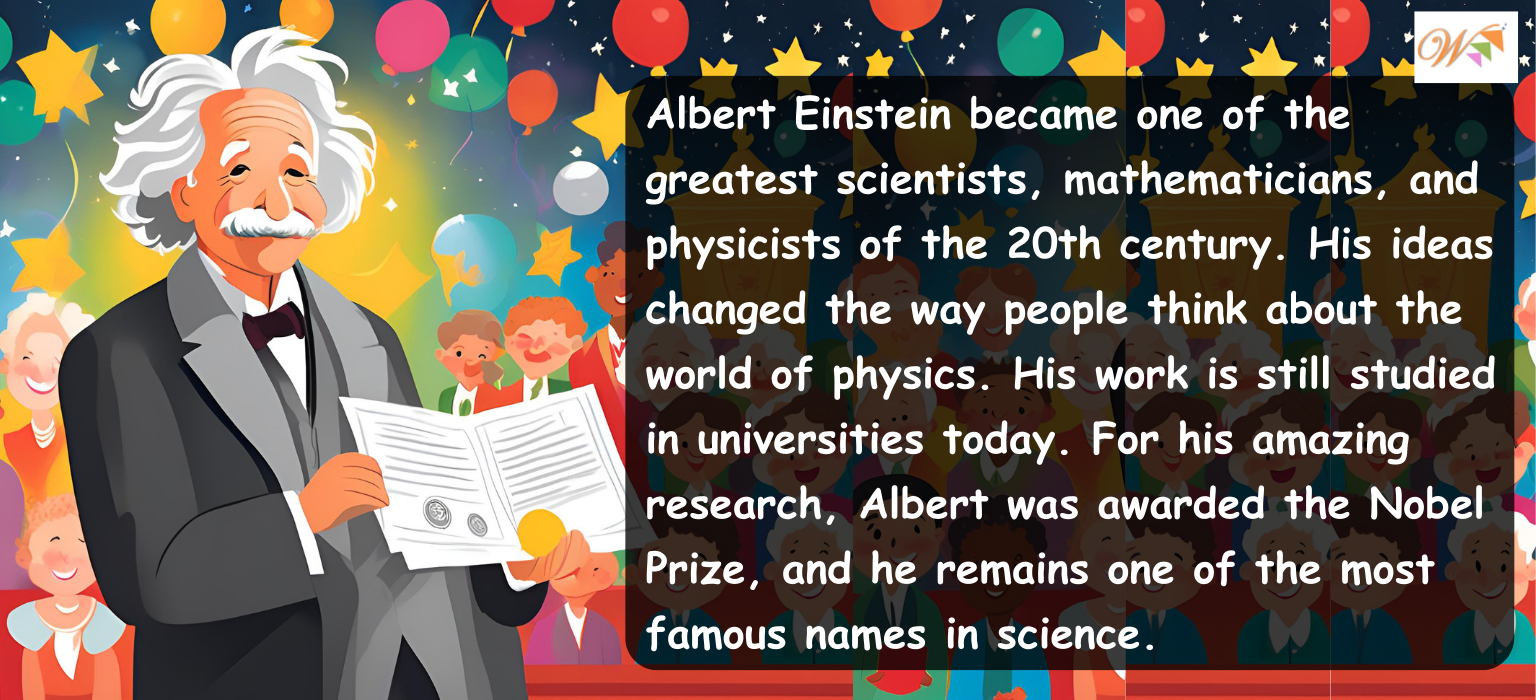 W
Albert Einstein became one of the
greatest scientists, mathematicians, and
physicists of the 20th century. His ideas
changed the way people think about the
world of physics. His work is still studied
in universities today. For his amazing
research, Albert was awarded the Nobel
Prize, and he remains one of the most
famous names in science.